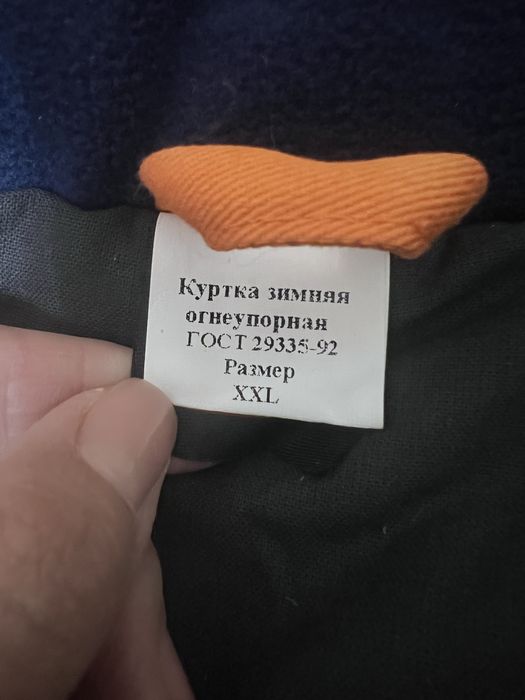 Куртка зимняя
огнеупорная
ГОСТ 29335-92
Размер
XXL